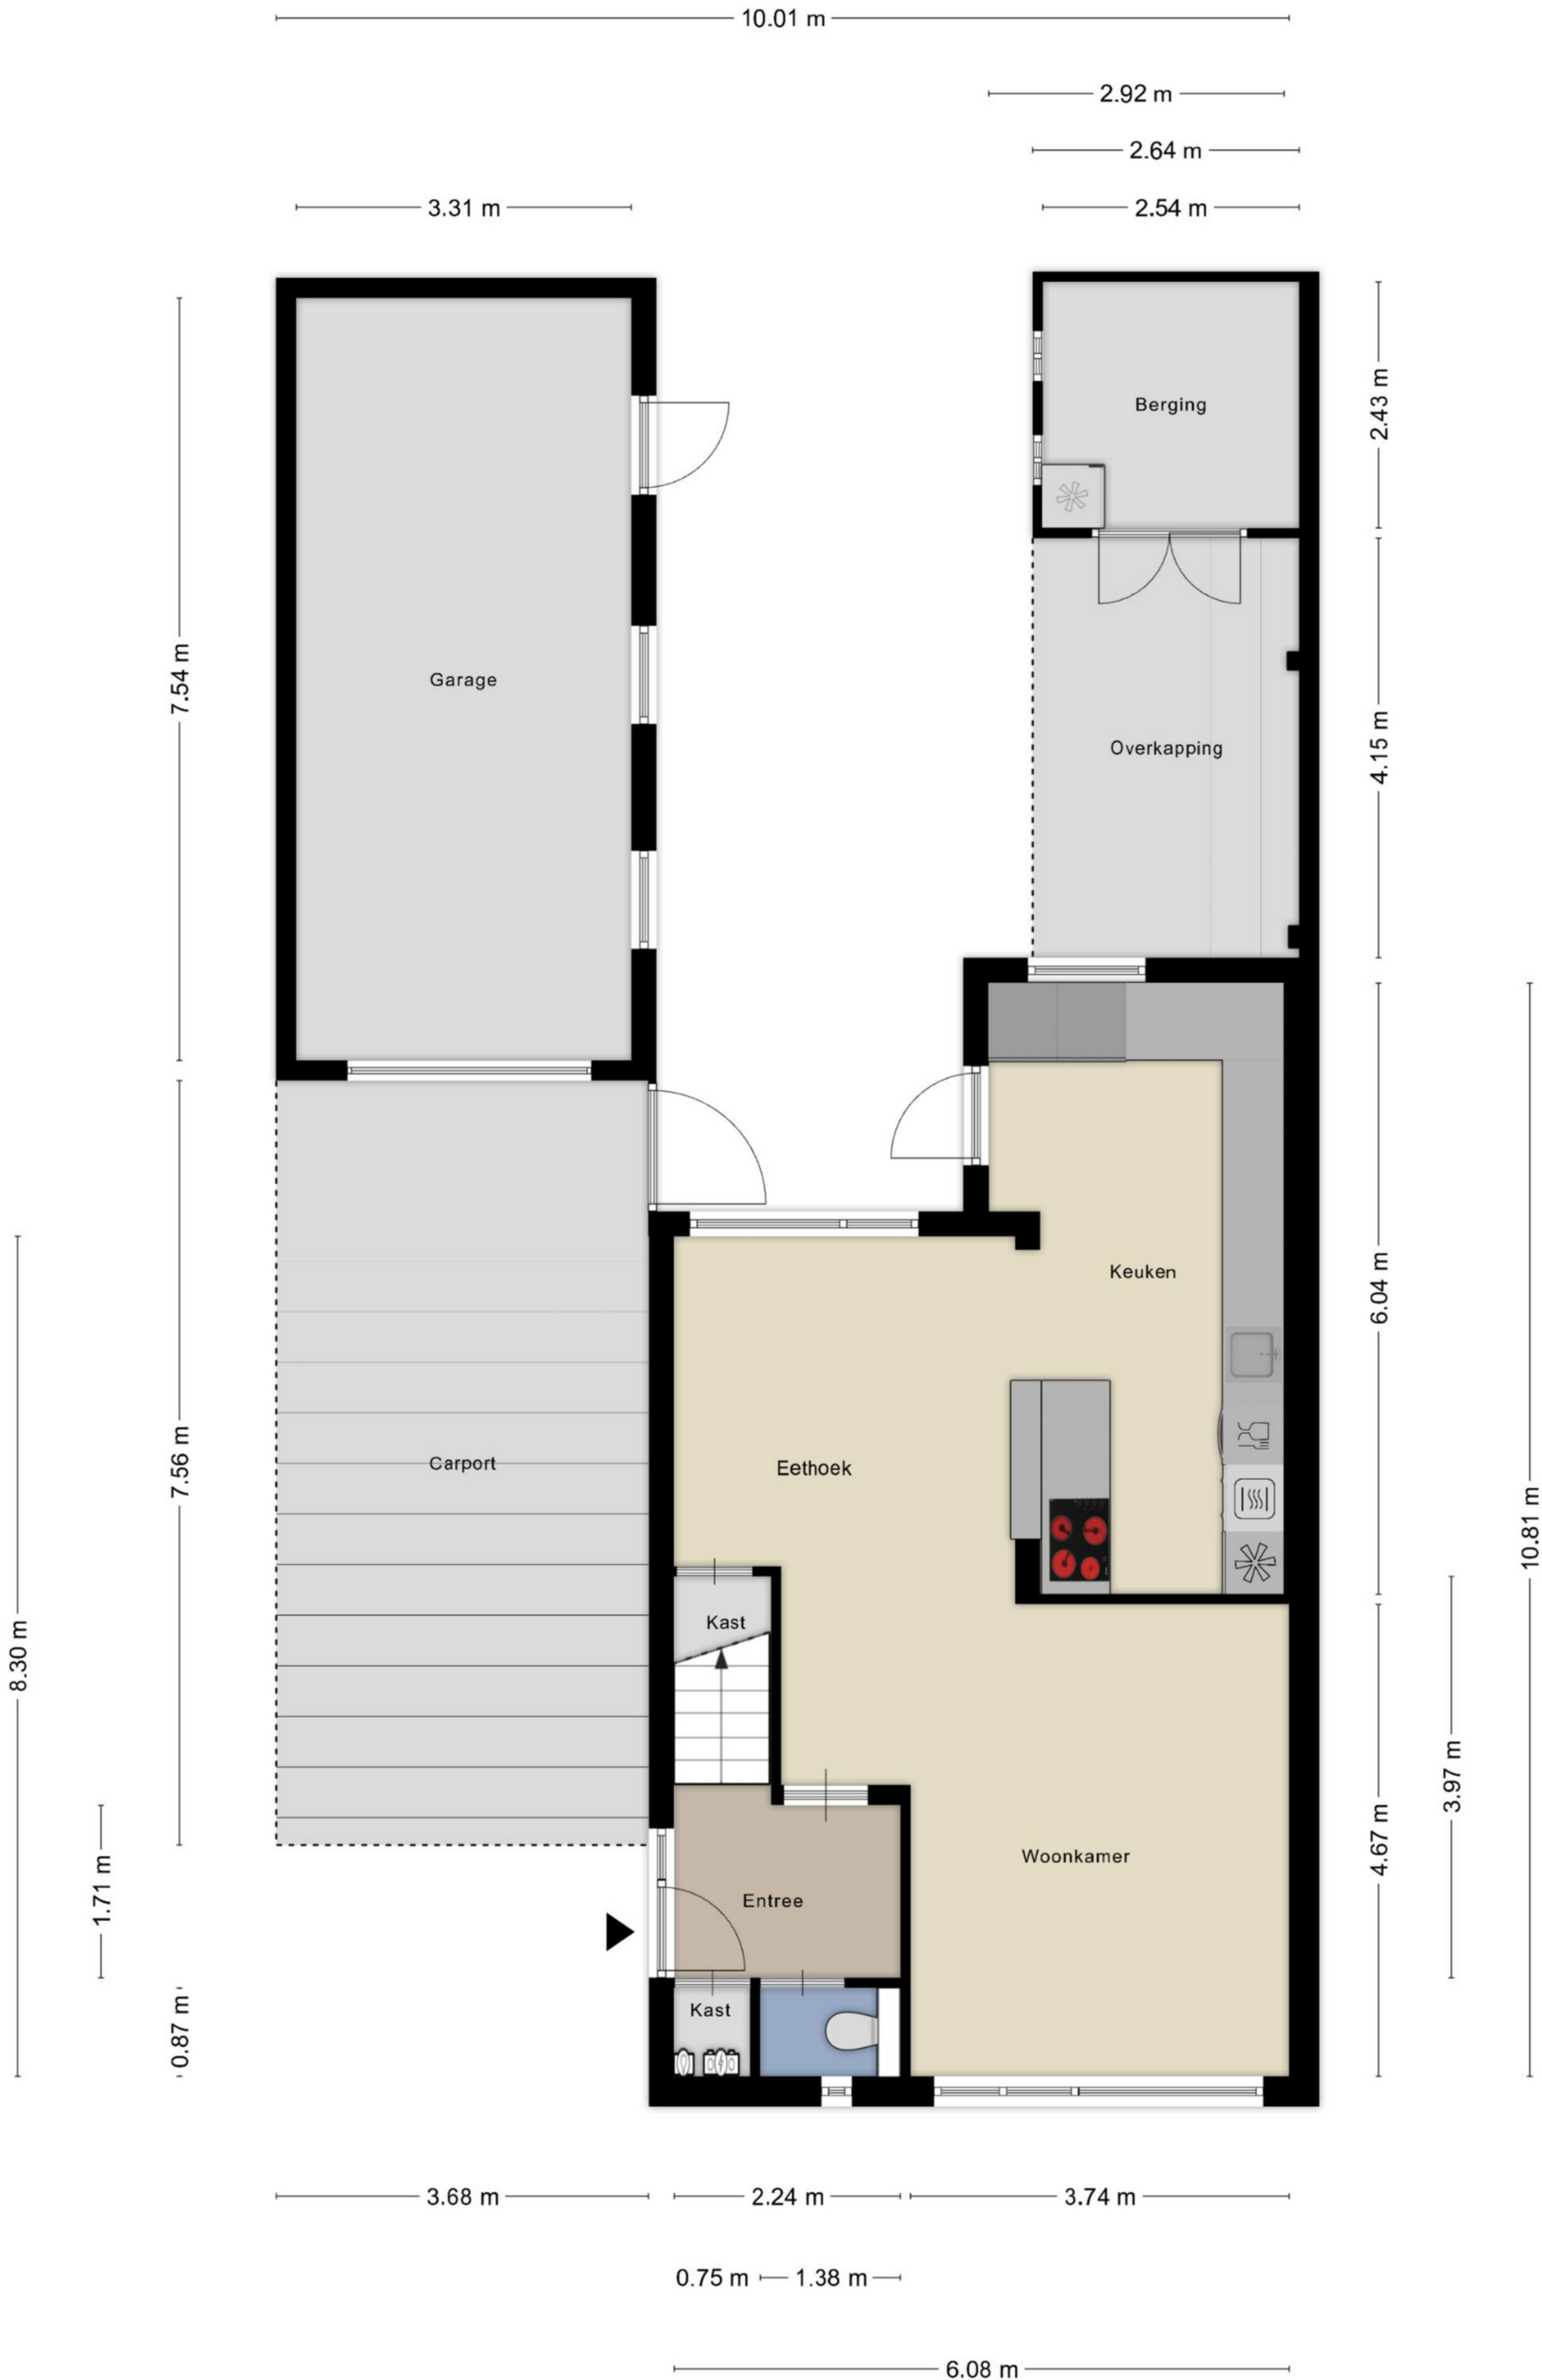 10.01 m
2.92 m
2.64 m
3.31 m
2.54 m
Berging
2.43 m
7.54 m
Garage
Overkapping
4.15 m
Keuken
6.04 m
7.56 m
Carport
Eethoek
10.81 m
8.30 m
Kast
3.97 m
4.67 m
Woonkamer
1.71 m
Entree
Kast
0.87 m
3.68 m
2.24 m
3.74 m
0.75 m
1.38 m
6.08 m